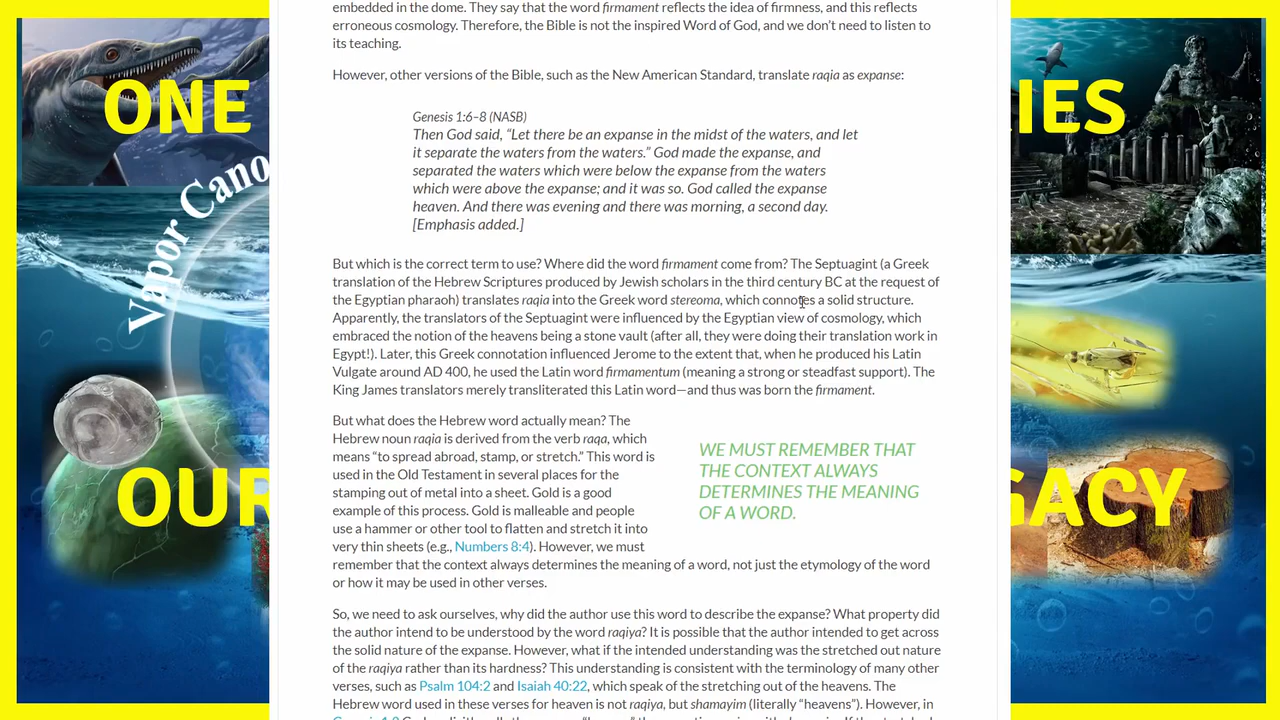 embedded in the dome. They say that the word firmament reflects the idea of firmness, and this reflects
erroneous cosmology. Therefore, the Bible is not the inspired Word of God, and we don't need to listen to
its teaching.
However, other versions of the Bible, such as the New American Standard, translate raqia as expanse:
Genesis 1:6–8 (NASB)
Then God said, “Let there be an expanse in the midst of the waters, and let
it separate the waters from the waters.” God made the expanse, and
separated the waters which were below the expanse from the waters
which were above the expanse; and it was so. God called the expanse
heaven. And there was evening and there was morning, a second day.
[Emphasis added.]
But which is the correct term to use? Where did the word firmament come from? The Septuagint (a Greek
translation of the Hebrew Scriptures produced by Jewish scholars in the third century BC at the request of
the Egyptian pharaoh) translates raqia into the Greek word stereoma, which connotes a solid structure.
Apparently, the translators of the Septuagint were influenced by the Egyptian view of cosmology, which
embraced the notion of the heavens being a stone vault (after all, they were doing their translation work in
Egypt!). Later, this Greek connotation influenced Jerome to the extent that, when he produced his Latin
Vulgate around AD 400, he used the Latin word firmamentum (meaning a strong or steadfast support). The
King James translators merely transliterated this Latin word—and thus was born the firmament.
But what does the Hebrew word actually mean? The
Hebrew noun raqia is derived from the verb raqa, which
means “to spread abroad, stamp, or stretch.” This word is
used in the Old Testament in several places for the
stamping out of metal into a sheet. Gold is a good
example of this process. Gold is malleable and people
use a hammer or other tool to flatten and stretch it into
very thin sheets (e.g., Numbers 8:4). However, we must
remember that the context always determines the meaning of a word, not just the etymology of the word
or how it may be used in other verses.
WE MUST REMEMBER THAT
THE CONTEXT ALWAYS
DETERMINES THE MEANING
OF A WORD.
So, we need to ask ourselves, why did the author use this word to describe the expanse? What property did
the author intend to be understood by the word raqiya? It is possible that the author intended to get across
the solid nature of the expanse. However, what if the intended understanding was the stretched out nature
of the raqiya rather than its hardness? This understanding is consistent with the terminology of many other
verses, such as Psalm 104:2 and Isaiah 40:22, which speak of the stretching out of the heavens. The
Hebrew word used in these verses for heaven is not raqiya, but shamayim (literally “heavens”). However, in
ONE
IES
Vapor Cano
OUR
GACY